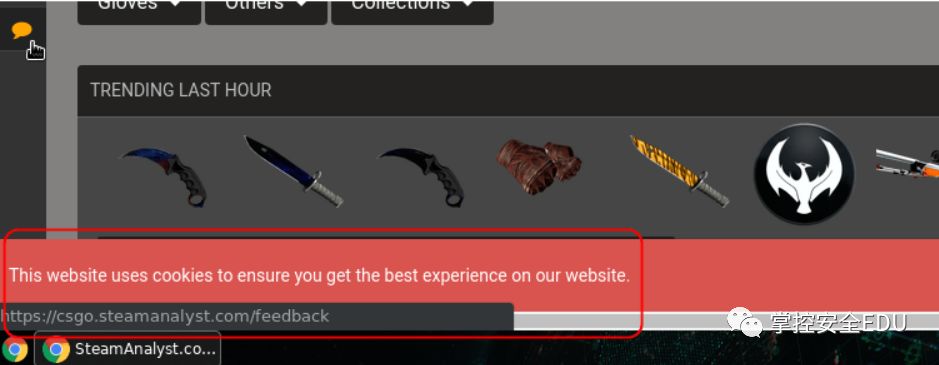 Gloves Others Collections
TRENDING LAST HOUR
This website uses cookies to ensure you get the best experience on our website.
https://csgo.steamanalyst.com/feedback
掌控安全EDU
SteamAnalyst.co...